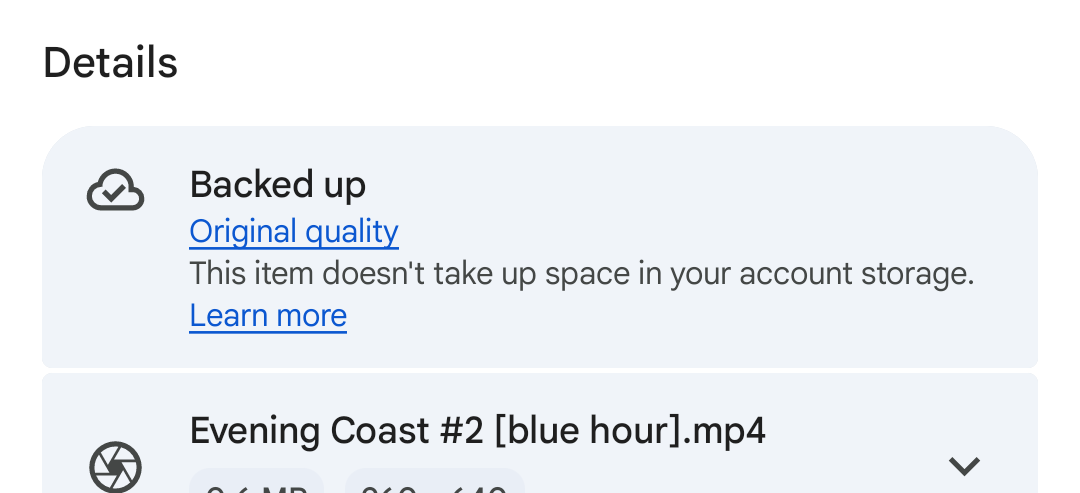 Details
Backed up
Original quality
This item doesn't take up space in your account storage.
Learn more
Evening Coast #2 [blue hour].mp4